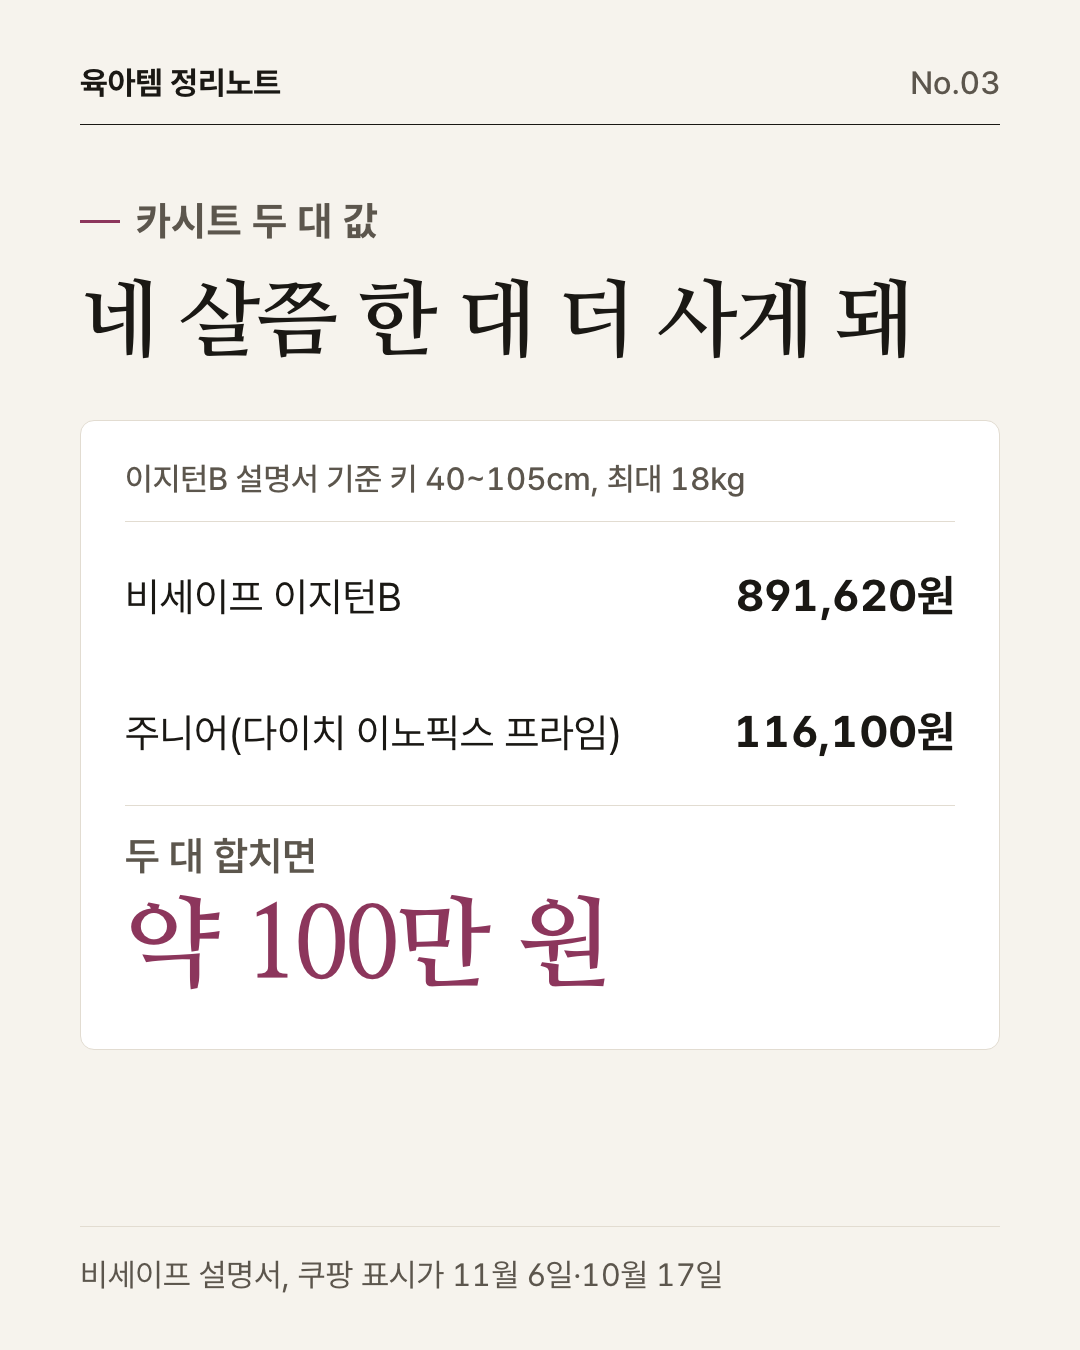 육아템 정리노트
No.03
카시트 두 대 값
네 살쯤 한 대 더 사게 돼
이지턴B 설명서 기준 키 40~105cm, 최대 18kg
비세이프 이지턴B 891,620원
주니어(다이치 이노픽스 프라임) 116,100원
두 대 합치면
약 100만 원
비세이프 설명서, 쿠팡 표시가 11월 6일·10월 17일